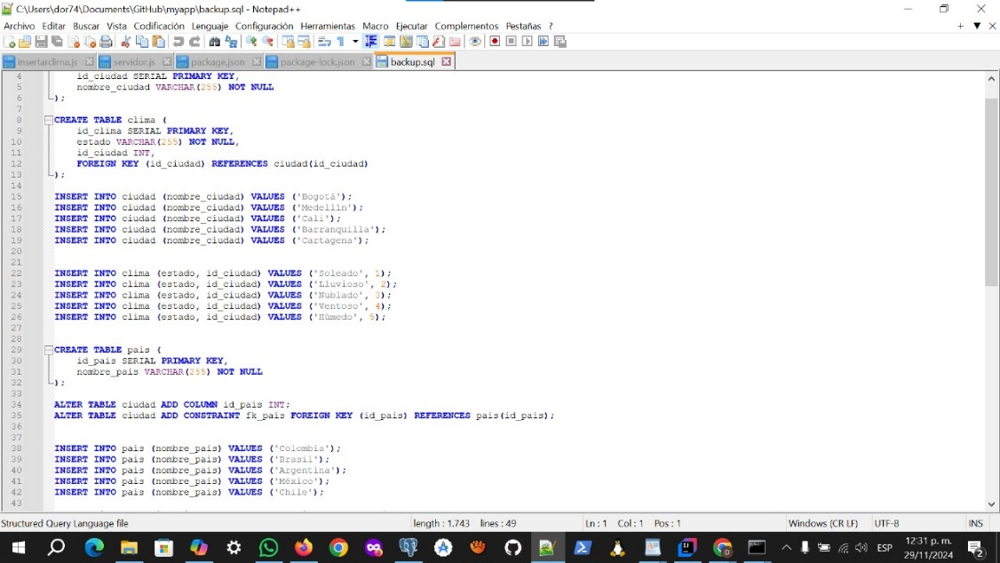 C:\Users\dor74\Documents\GitHub\myapp\backup.sql - Notepad++
Archivo Editar Buscar Vista Codificación Lenguaje Configuración Herramientas Macro Ejecutar Complementos Pestañas ?
insertarclima.js servidor.js package.json package-lock.json backup.sql
4 id_ciudad SERIAL PRIMARY KEY,
5 nombre_ciudad VARCHAR(255) NOT NULL
6 );
7
8 CREATE TABLE clima (
9 id_clima SERIAL PRIMARY KEY,
10 estado VARCHAR(255) NOT NULL,
11 id_ciudad INT,
12 FOREIGN KEY (id_ciudad) REFERENCES ciudad(id_ciudad)
13 );
14
15 INSERT INTO ciudad (nombre_ciudad) VALUES ('Bogotá');
16 INSERT INTO ciudad (nombre_ciudad) VALUES ('Medellín');
17 INSERT INTO ciudad (nombre_ciudad) VALUES ('Cali');
18 INSERT INTO ciudad (nombre_ciudad) VALUES ('Barranquilla');
19 INSERT INTO ciudad (nombre_ciudad) VALUES ('Cartagena');
20
21
22 INSERT INTO clima (estado, id_ciudad) VALUES ('Soleado', 1);
23 INSERT INTO clima (estado, id_ciudad) VALUES ('Lluvioso', 2);
24 INSERT INTO clima (estado, id_ciudad) VALUES ('Nublado', 3);
25 INSERT INTO clima (estado, id_ciudad) VALUES ('Ventoso', 4);
26 INSERT INTO clima (estado, id_ciudad) VALUES ('Húmedo', 5);
27
28
29 CREATE TABLE pais (
30 id_pais SERIAL PRIMARY KEY,
31 nombre_pais VARCHAR(255) NOT NULL
32 );
33
34 ALTER TABLE ciudad ADD COLUMN id_pais INT;
35 ALTER TABLE ciudad ADD CONSTRAINT fk_pais FOREIGN KEY (id_pais) REFERENCES pais(id_pais);
36
37
38 INSERT INTO pais (nombre_pais) VALUES ('Colombia');
39 INSERT INTO pais (nombre_pais) VALUES ('Brasil');
40 INSERT INTO pais (nombre_pais) VALUES ('Argentina');
41 INSERT INTO pais (nombre_pais) VALUES ('México');
42 INSERT INTO pais (nombre_pais) VALUES ('Chile');
43
Structured Query Language file length : 1.743 lines : 49 Ln : 1 Col : 1 Pos : 1 Windows (CR LF) UTF-8 INS
ESP 12:31 p. m.
29/11/2024 2